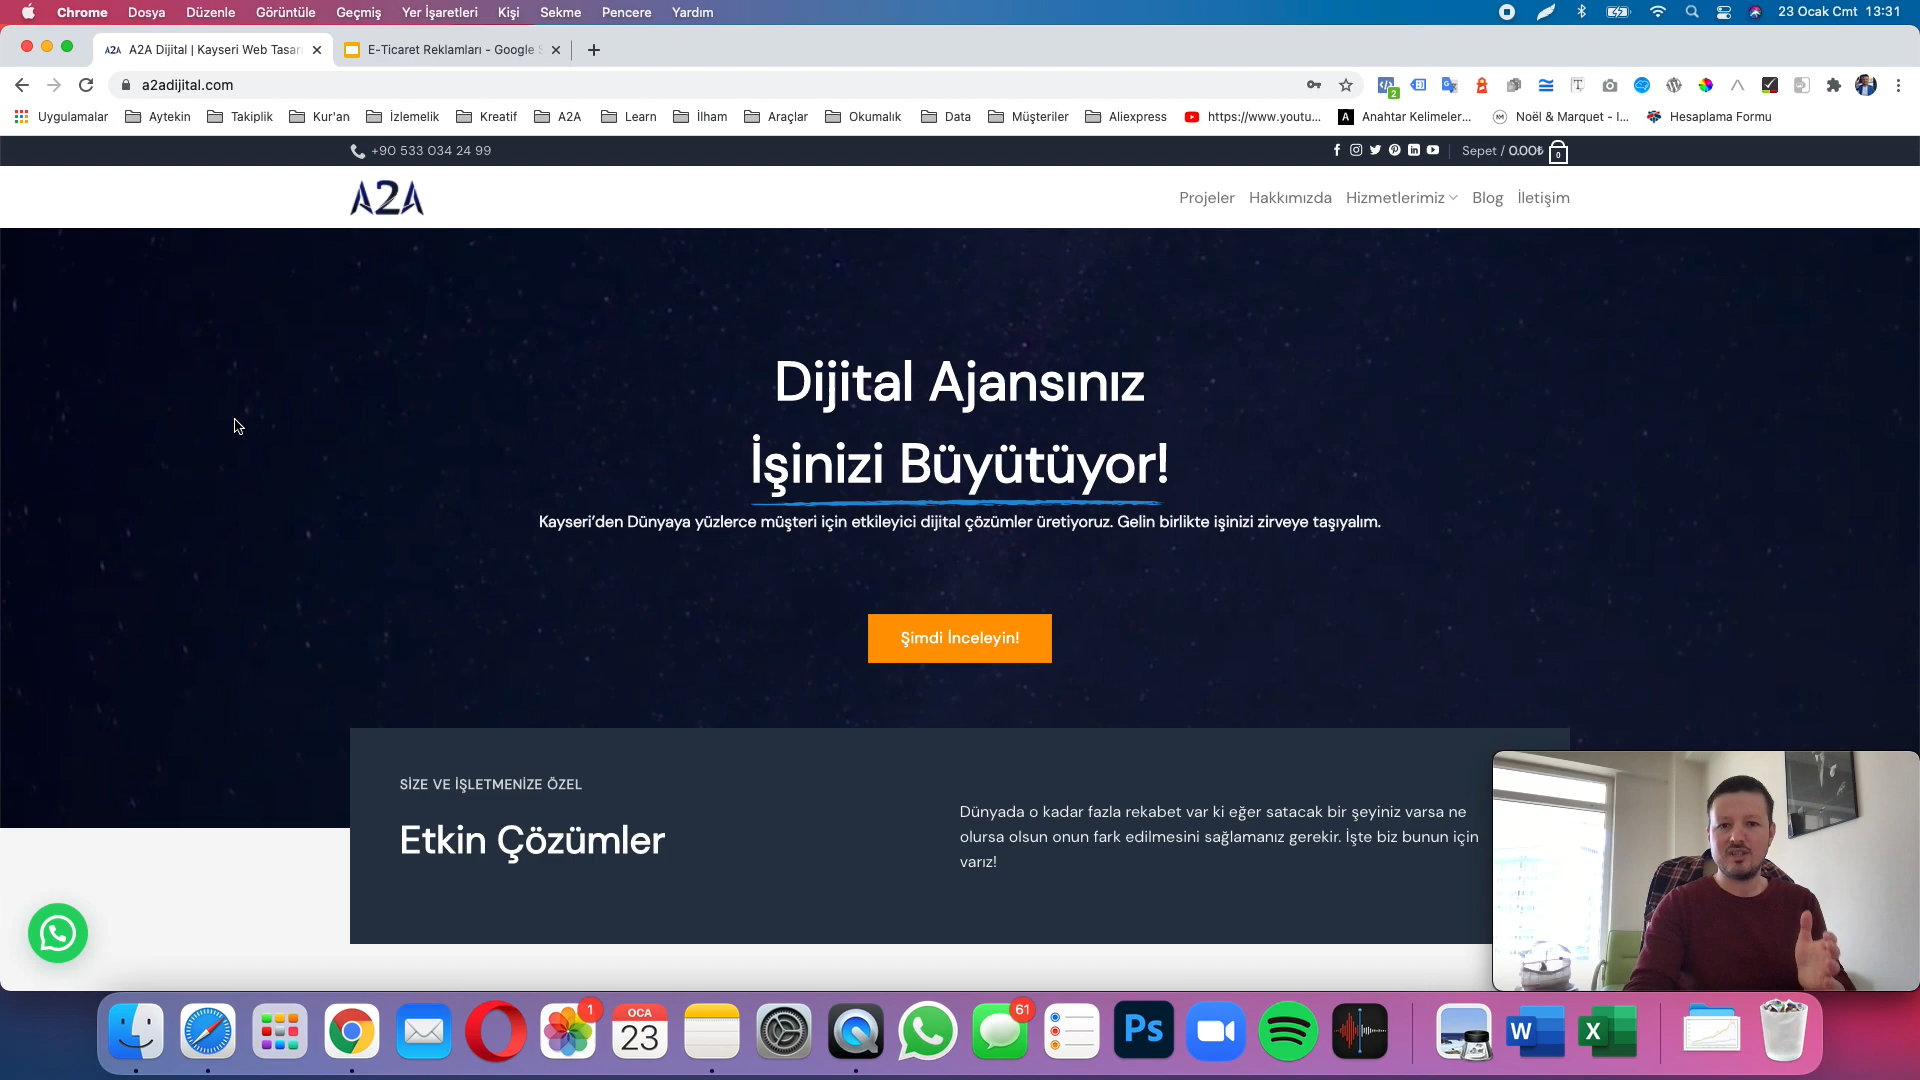 Chrome Dosya Düzenle Görüntüle Geçmiş Yer İşaretleri Kişi Sekme Pencere Yardım
23 Ocak Cmt 13:31
A2A A2A Dijital | Kayseri Web Tasar
E-Ticaret Reklamları - Google S
a2adijital.com
2
Uygulamalar Aytekin Takiplik Kur'an İzlemelik Kreatif A2A Learn İlham Araçlar Okumalık Data Müşteriler Aliexpress https://www.youtu... A Anahtar Kelimeler... Noël & Marquet - I... Hesaplama Formu
+90 533 034 24 99
Sepet / 0.00₺ 0
A2A
Projeler Hakkımızda Hizmetlerimiz Blog İletişim
Dijital Ajansınız
İşinizi Büyütüyor!
Kayseri’den Dünyaya yüzlerce müşteri için etkileyici dijital çözümler üretiyoruz. Gelin birlikte işinizi zirveye taşıyalım.
Şimdi İnceleyin!
SİZE VE İŞLETMENİZE ÖZEL
Etkin Çözümler
Dünyada o kadar fazla rekabet var ki eğer satacak bir şeyiniz varsa ne
olursa olsun onun fark edilmesini sağlamanız gerekir. İşte biz bunun için
varız!
1
OCA
23
61
Ps
W
X